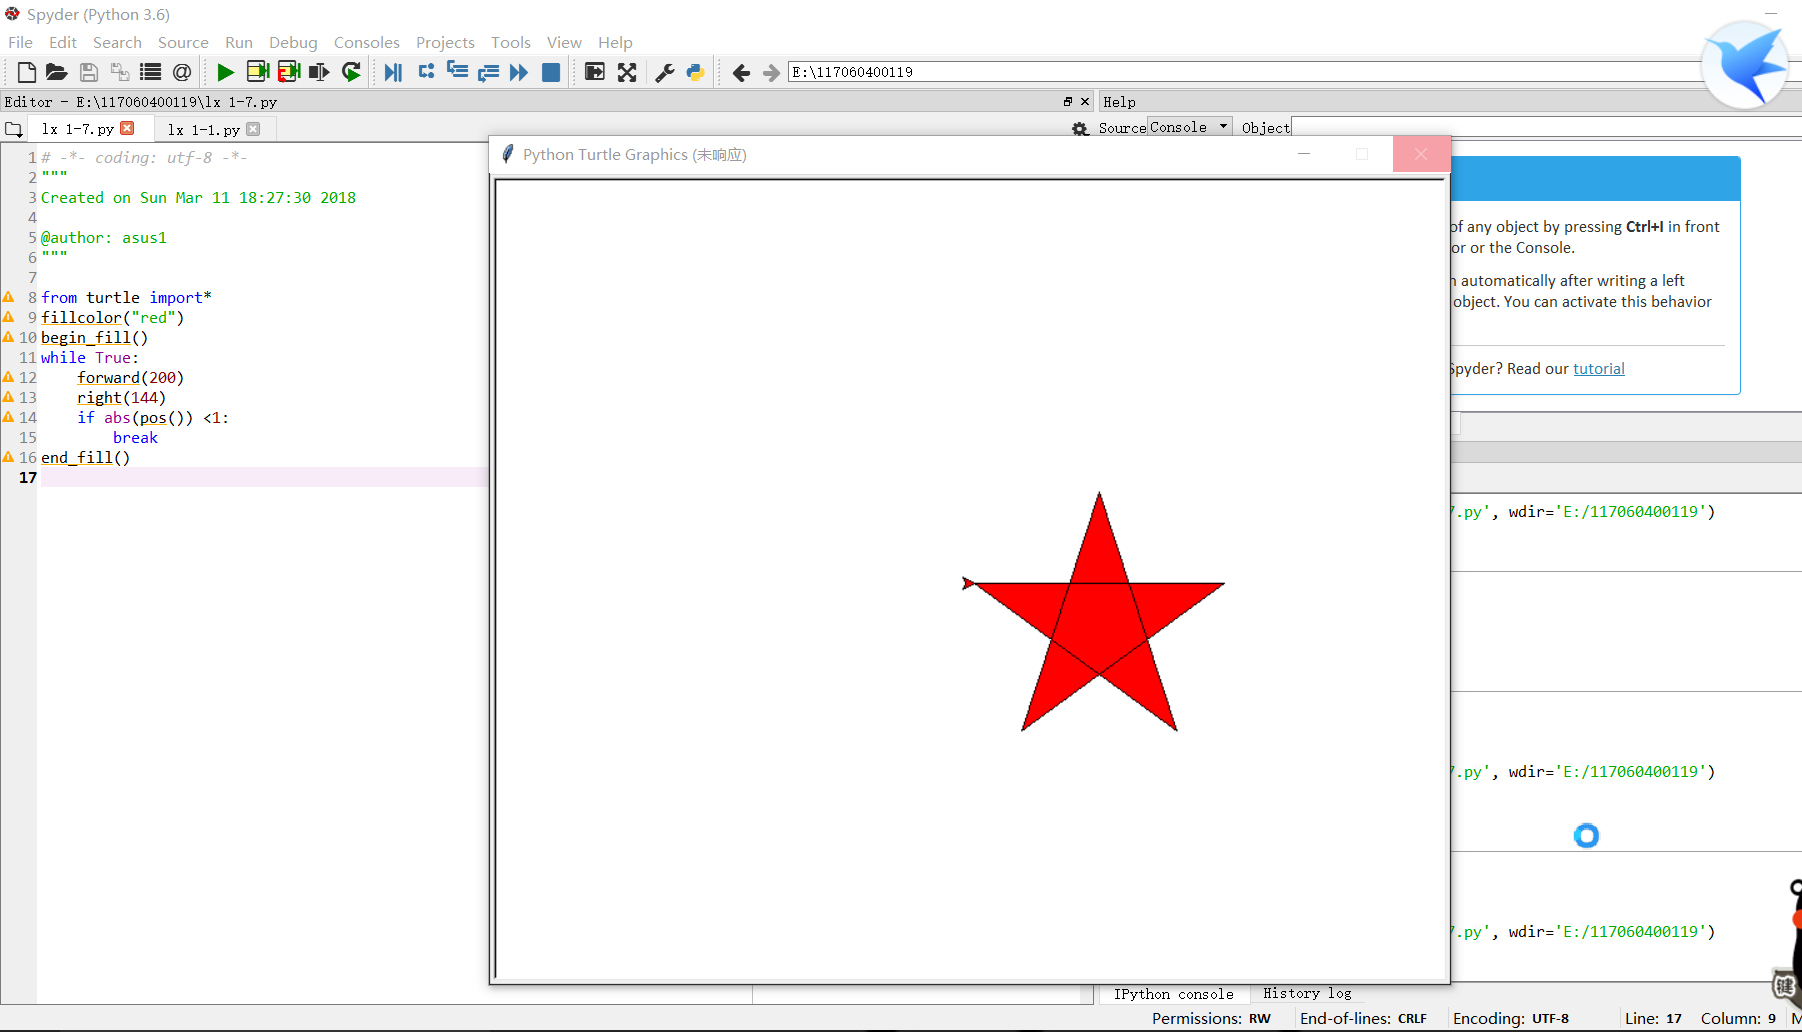 Spyder (Python 3.6)
File Edit Search Source Run Debug Consoles Projects Tools View Help
E:\117060400119
Editor - E:\117060400119\lx 1-7.py
Help
lx 1-7.py
lx 1-1.py
Source Console Object
1 # -*- coding: utf-8 -*-
2 """
3 Created on Sun Mar 11 18:27:30 2018
4
5 @author: asus1
6 """
7
8 from turtle import*
9 fillcolor("red")
10 begin_fill()
11 while True:
12 forward(200)
13 right(144)
14 if abs(pos()) <1:
15 break
16 end_fill()
17
Python Turtle Graphics (未响应)
of any object by pressing Ctrl+I in front
or or the Console.
automatically after writing a left
object. You can activate this behavior
Spyder? Read our tutorial
.py', wdir='E:/117060400119')
.py', wdir='E:/117060400119')
.py', wdir='E:/117060400119')
键
IPython console
History log
Permissions: RW End-of-lines: CRLF Encoding: UTF-8 Line: 17 Column: 9 M